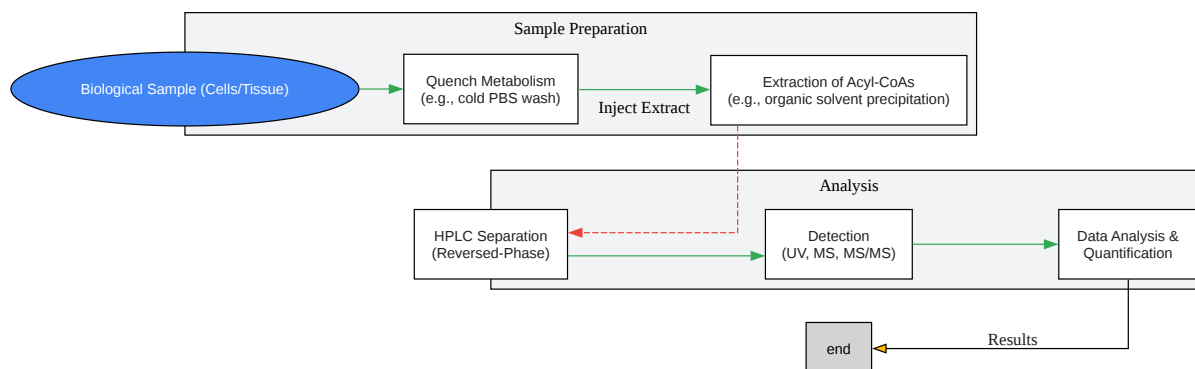 Sample Preparation
Biological Sample (Cells/Tissue)
Quench Metabolism
(e.g., cold PBS wash)
Inject Extract
Extraction of Acyl-CoAs
(e.g., organic solvent precipitation)
Analysis
HPLC Separation
(Reversed-Phase)
Detection
(UV, MS, MS/MS)
Data Analysis &
Quantification
Results
end